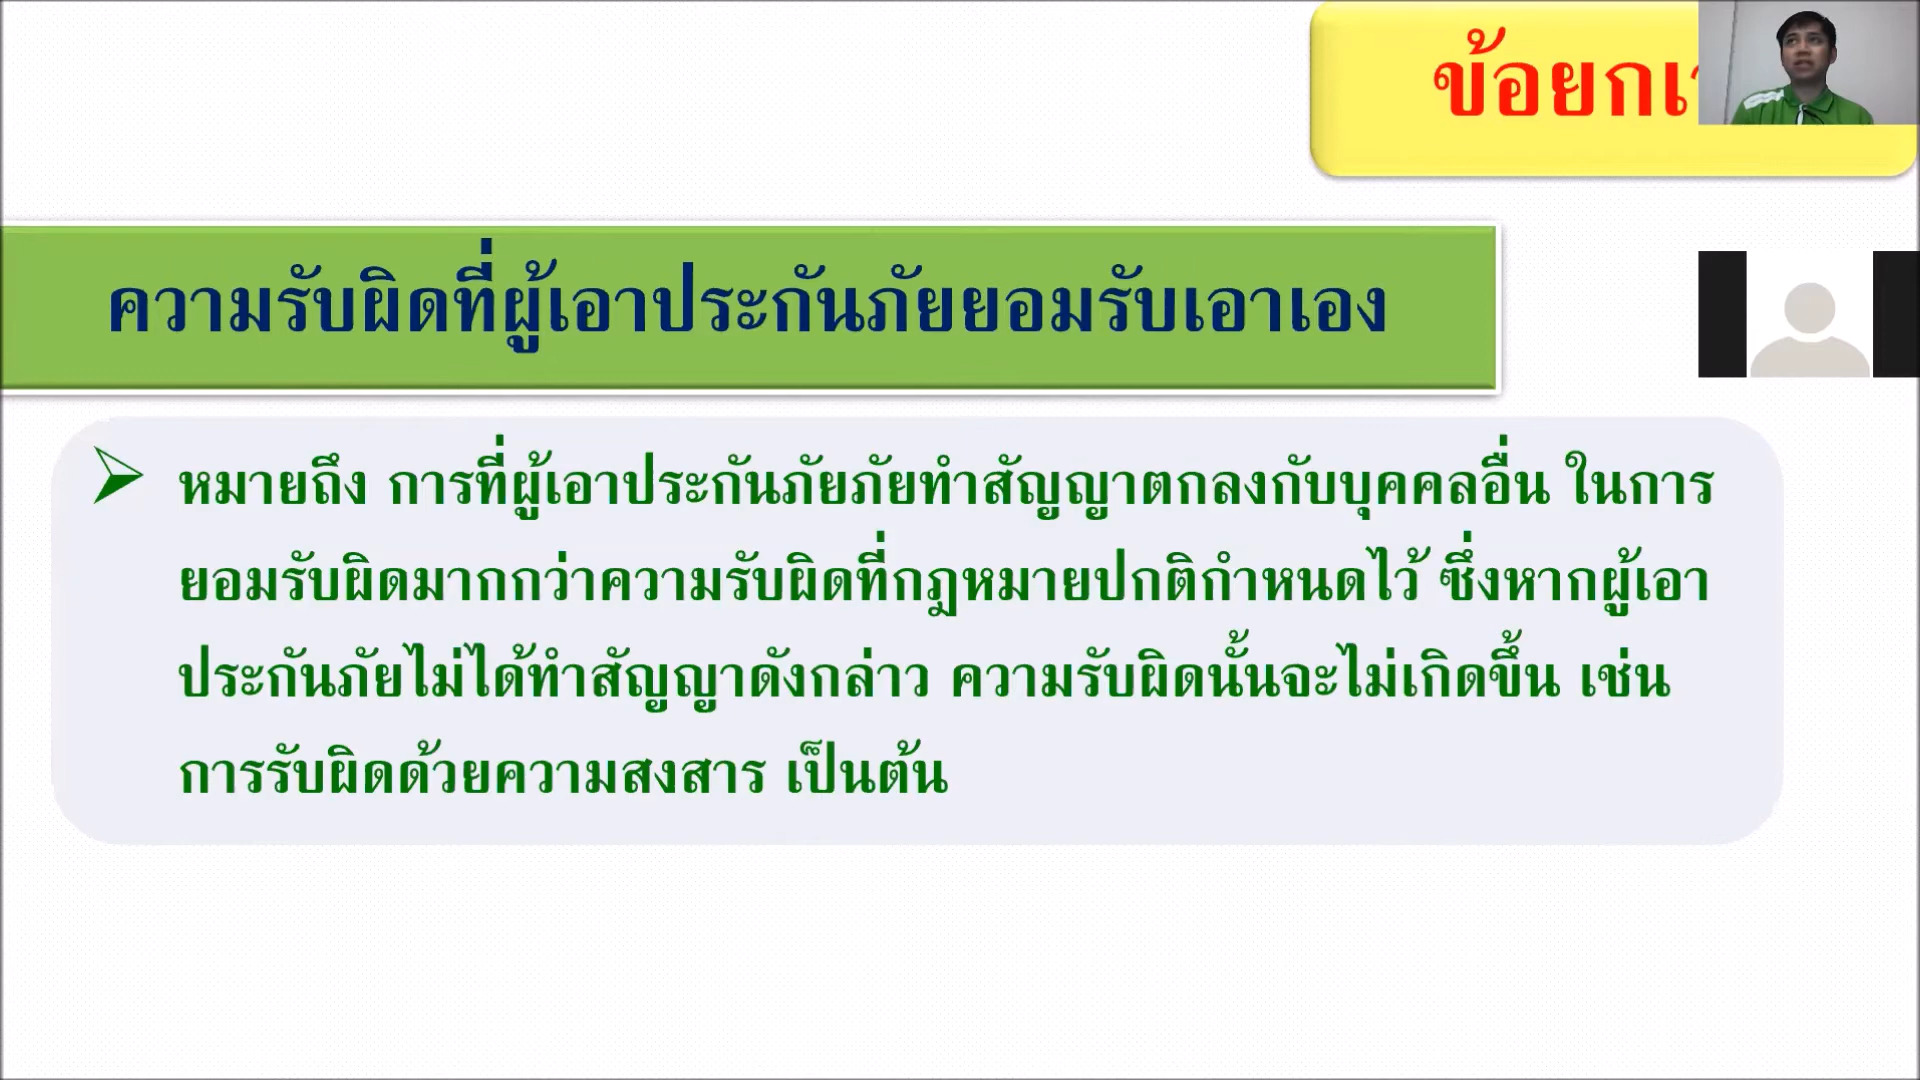 ความรับผิดที่ผู้เอาประกันภัยยอมรับเอาเอง
หมายถึง การที่ผู้เอาประกันภัยภัยทำสัญญาตกลงกับบุคคลอื่น ในการ
ยอมรับผิดมากกว่าความรับผิดที่กฎหมายปกติกำหนดไว้ ซึ่งหากผู้เอา
ประกันภัยไม่ได้ทำสัญญาดังกล่าว ความรับผิดนั้นจะไม่เกิดขึ้น เช่น
การรับผิดด้วยความสงสาร เป็นต้น